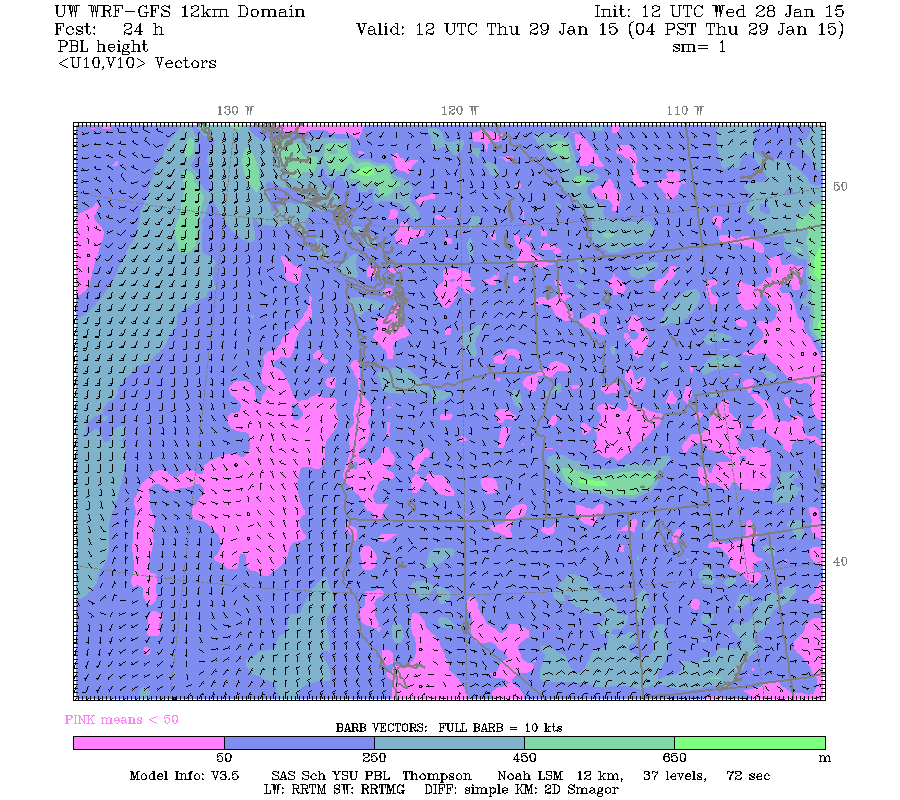 UW WRF-GFS 12km Domain Init: 12 UTC Wed 28 Jan 15
Fcst: 24 h Valid: 12 UTC Thu 29 Jan 15 (04 PST Thu 29 Jan 15)
PBL height sm= 1
<U10,V10> Vectors
130 W 120 W 110 W
50
40
PINK means < 50
BARB VECTORS: FULL BARB = 10 kts
50 250 450 650 m
Model Info: V3.5 SAS Sch YSU PBL Thompson Noah LSM 12 km, 37 levels, 72 sec
LW: RRTM SW: RRTMG DIFF: simple KM: 2D Smagor